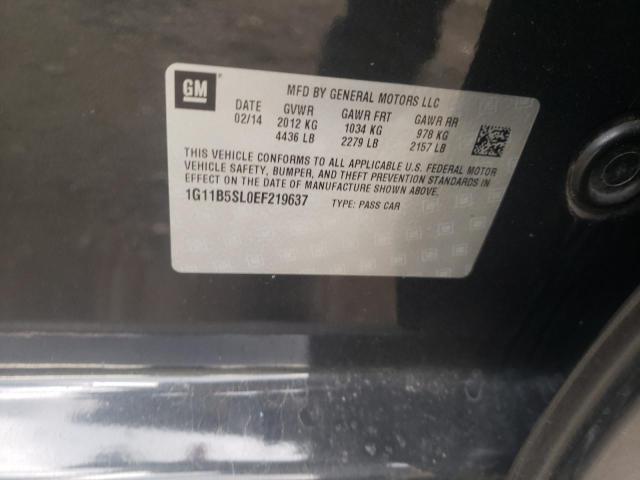 GM
MFD BY GENERAL MOTORS LLC
DATE GVWR GAWR FRT GAWR RR
02/14 2012 KG 1034 KG 978 KG
4436 LB 2279 LB 2157 LB
THIS VEHICLE CONFORMS TO ALL APPLICABLE U.S. FEDERAL MOTOR
VEHICLE SAFETY, BUMPER, AND THEFT PREVENTION STANDARDS IN
EFFECT ON THE DATE OF MANUFACTURE SHOWN ABOVE.
1G11B5SL0EF219637 TYPE: PASS CAR